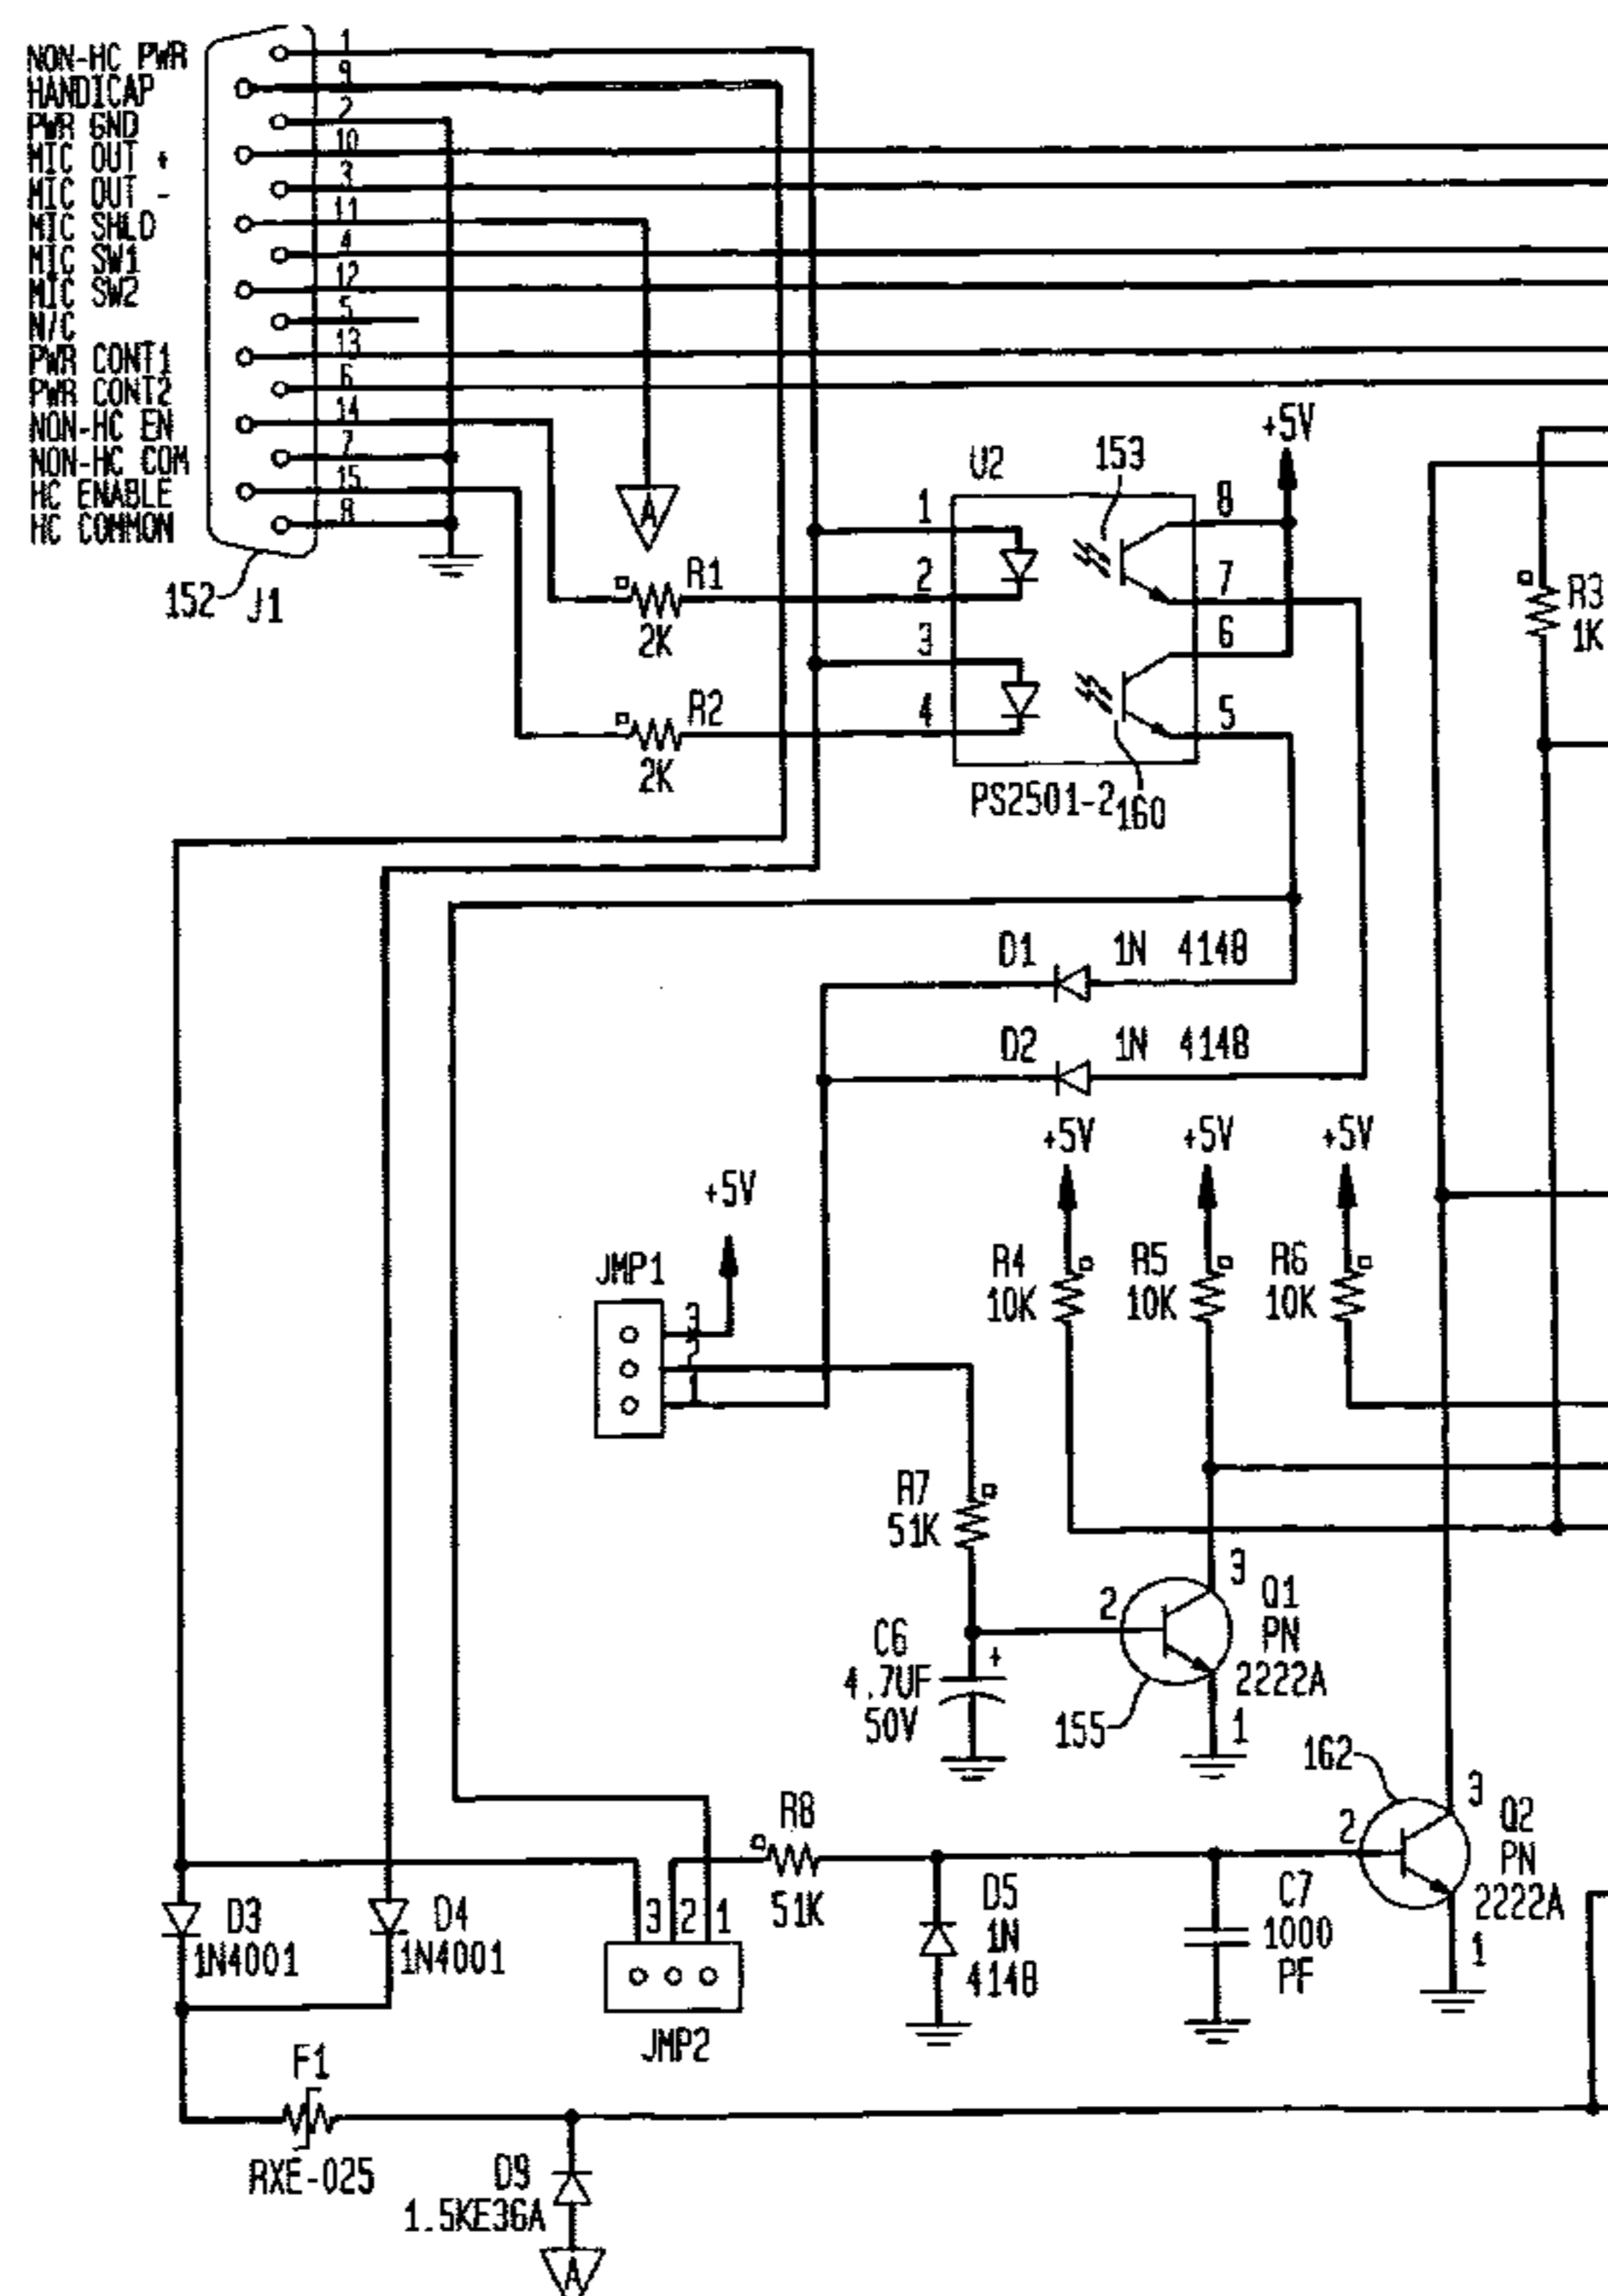 NON-HC PWR
HANDICAP
PWR GND
MIC OUT +
MIC OUT -
MIC SHLD
MIC SW1
MIC SW2
N/C
PWR CONT1
PWR CONT2
NON-HC EN
NON-HC COM
HC ENABLE
HC COMMON
1
9
2
10
3
11
4
12
5
13
6
14
7
15
8
152
J1
A
R1
2K
R2
2K
U2
153
+5V
1
2
3
4
8
7
6
5
PS2501-2
160
R3
1K
D1
1N 4148
D2
1N 4148
+5V
+5V
+5V
+5V
JMP1
3
2
1
R4
10K
R5
10K
R6
10K
R7
51K
C6
4.7UF
50V
+
2
3
Q1
PN
2222A
1
155
162
3
2
Q2
PN
2222A
1
R8
51K
D5
1N
4148
C7
1000
PF
D3
1N4001
D4
1N4001
3 2 1
JMP2
F1
RXE-025
D9
1.5KE36A
A